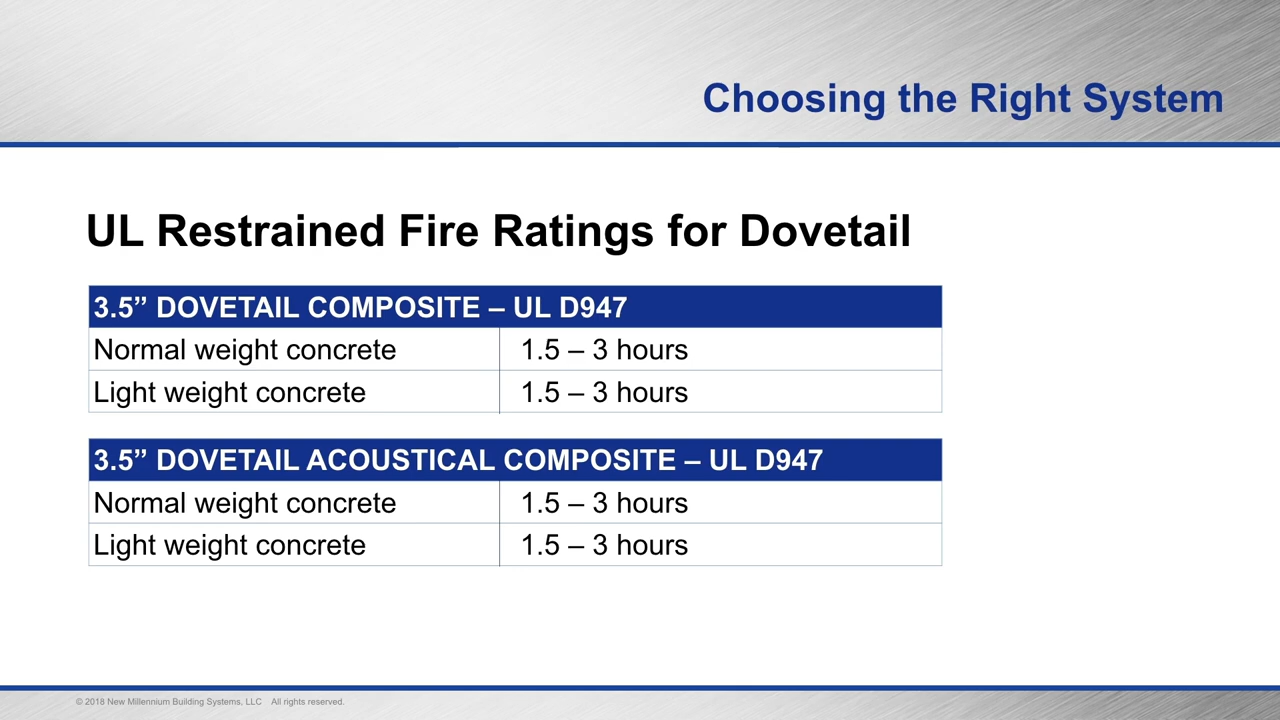 Choosing the Right System
UL Restrained Fire Ratings for Dovetail
3.5” DOVETAIL COMPOSITE – UL D947
Normal weight concrete 1.5 – 3 hours
Light weight concrete 1.5 – 3 hours
3.5” DOVETAIL ACOUSTICAL COMPOSITE – UL D947
Normal weight concrete 1.5 – 3 hours
Light weight concrete 1.5 – 3 hours
© 2018 New Millennium Building Systems, LLC All rights reserved.